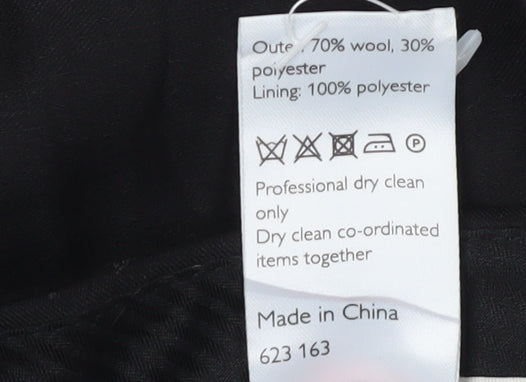 Outer: 70% wool, 30%
polyester
Lining: 100% polyester
P
Professional dry clean
only
Dry clean co-ordinated
items together
Made in China
623 163